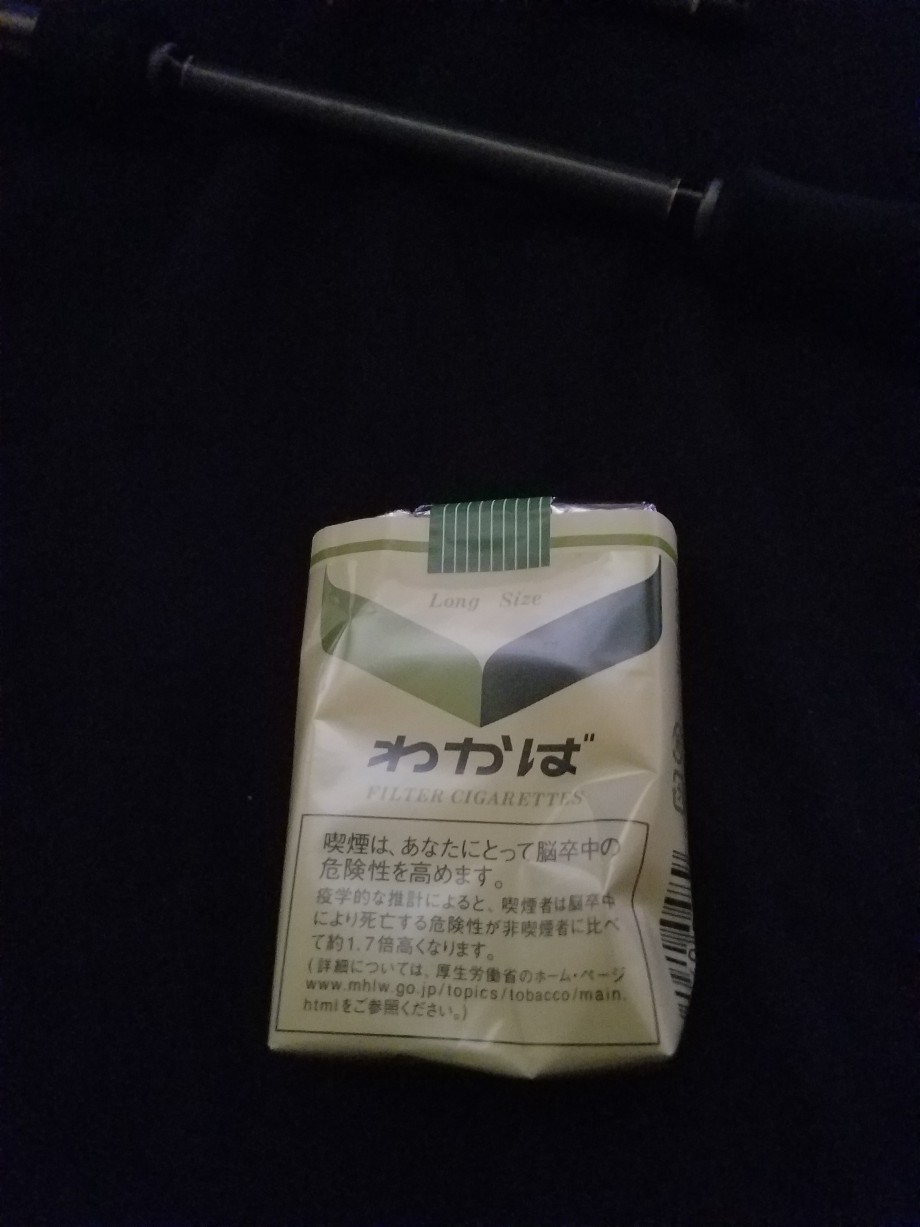 Long Size
わかば
FILTER CIGARETTES
喫煙は、あなたにとって脳卒中の
危険性を高めます。
疫学的な推計によると、喫煙者は脳卒中
により死亡する危険性が非喫煙者に比べ
て約1.7倍高くなります。
(詳細については、厚生労働省のホーム・ページ
www.mhlw.go.jp/topics/tobacco/main.
htmlをご参照ください。)